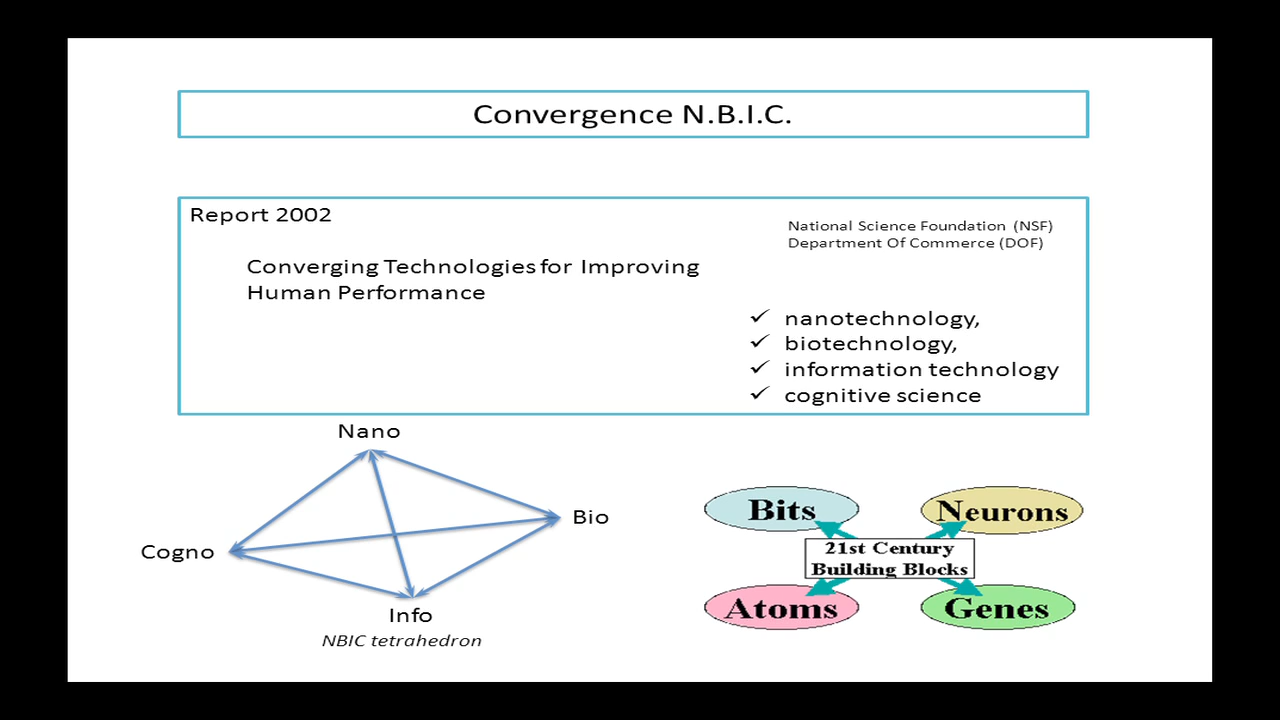 Convergence N.B.I.C.
Report 2002
National Science Foundation (NSF)
Department Of Commerce (DOF)
Converging Technologies for Improving
Human Performance
✓ nanotechnology,
✓ biotechnology,
✓ information technology
✓ cognitive science
Nano
Bio
Cogno
Info
NBIC tetrahedron
Bits
Neurons
21st Century
Building Blocks
Atoms
Genes